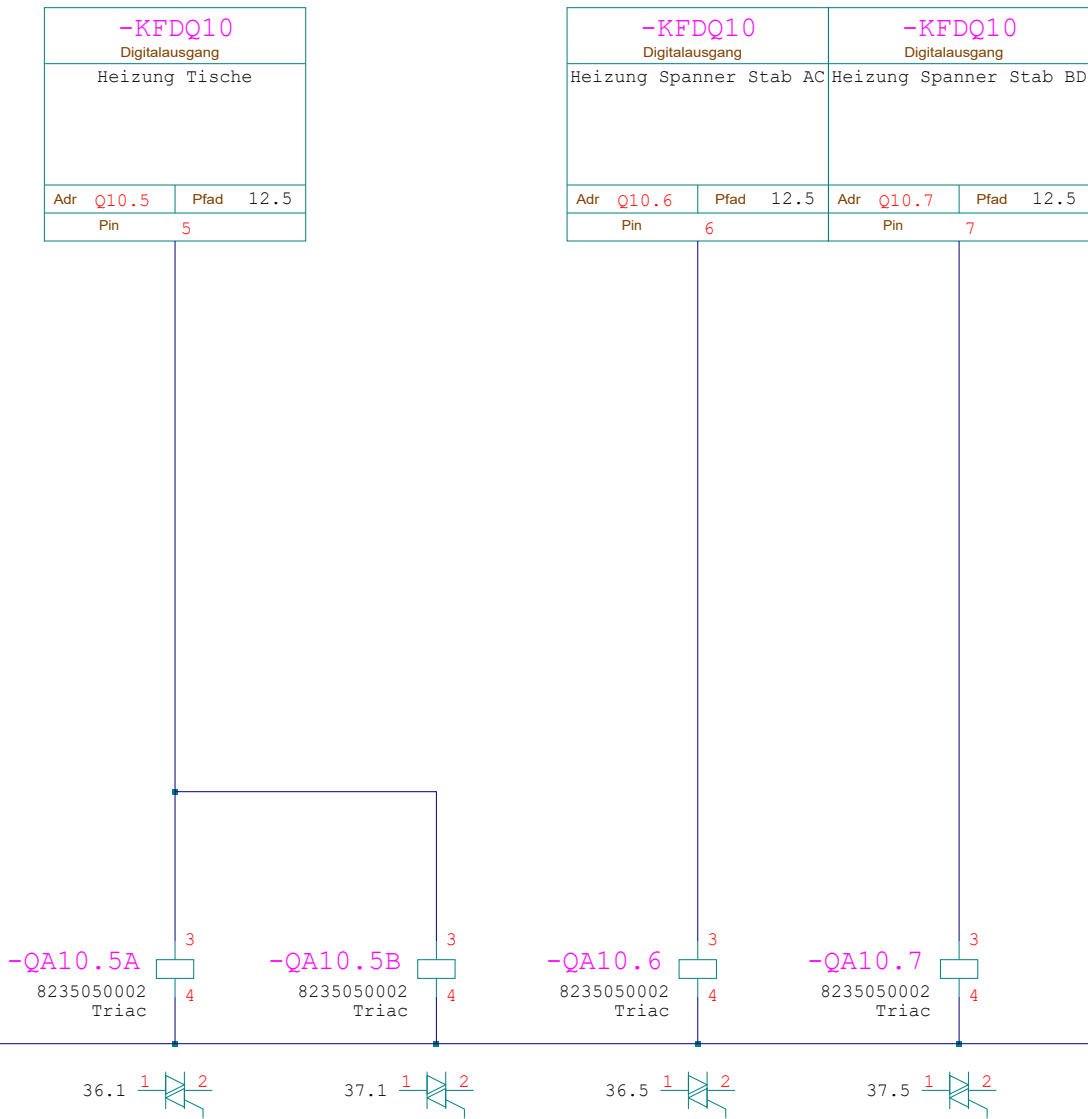 -KFDQ10
Digitalausgang
Heizung Tische
Adr Q10.5 Pfad 12.5
Pin 5
-KFDQ10
Digitalausgang
Heizung Spanner Stab AC
Adr Q10.6 Pfad 12.5
Pin 6
-KFDQ10
Digitalausgang
Heizung Spanner Stab BD
Adr Q10.7 Pfad 12.5
Pin 7
3
-QA10.5A
8235050002
4
Triac
3
-QA10.5B
8235050002
4
Triac
3
-QA10.6
8235050002
4
Triac
3
-QA10.7
8235050002
4
Triac
36.1 1 2
37.1 1 2
36.5 1 2
37.5 1 2